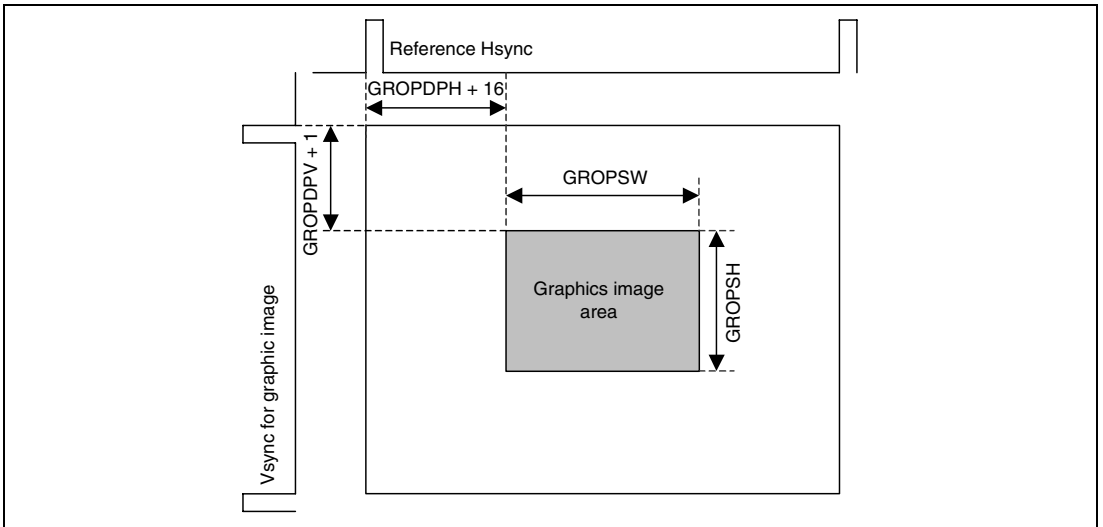 Reference Hsync
GROPDPH + 16
GROPDPV + 1
GROPSW
Graphics image
area
GROPSH
Vsync for graphic image